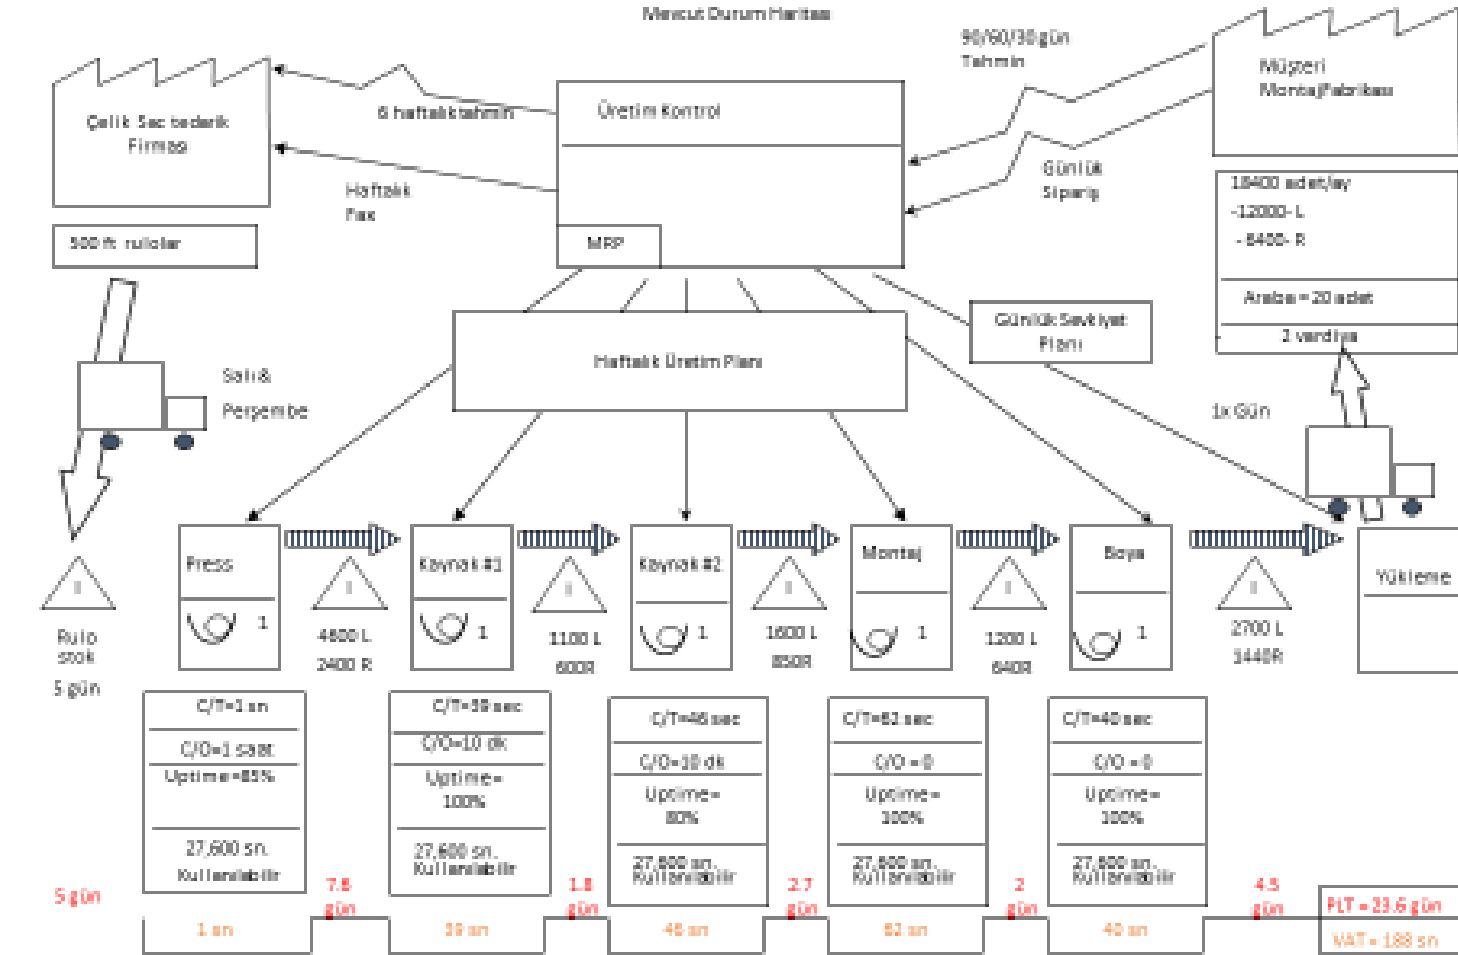 Mevcut Durum Haritası
90/60/30 gün
Tahmin
Müşteri
Montaj Fabrikası
Çelik Sac tedarik
Firması
6 haftalık tahmin
Üretim Kontrol
Haftalık
Fax
Günlük
Sipariş
18400 adet/ay
-12000- L
- 6400- R
Araba = 20 adet
2 vardiya
500 ft rulolar
MRP
Günlük Sevkiyat
Planı
Haftalık Üretim Planı
Salı &
Perşembe
1x Gün
Press
Kaynak #1
Kaynak #2
Montaj
Boya
Yükleme
I
I
I
I
I
I
1
1
1
1
1
Rulo
stok
5 gün
4600 L
2400 R
1100 L
600R
1600 L
850R
1200 L
640R
2700 L
1440R
C/T=1 sn
C/O=1 saat
Uptime=85%
27,600 sn.
Kullanılabilir
C/T=39 sec
C/O=10 dk
Uptime=
100%
27,600 sn.
Kullanılabilir
C/T=46 sec
C/O=10 dk
Uptime=
80%
27,600 sn.
Kullanılabilir
C/T=62 sec
C/O = 0
Uptime=
100%
27,600 sn.
Kullanılabilir
C/T=40 sec
C/O = 0
Uptime=
100%
27,600 sn.
Kullanılabilir
5 gün
7.6
gün
1.8
gün
2.7
gün
2
gün
4.5
gün
PLT = 23.6 gün
1 sn
39 sn
46 sn
62 sn
40 sn
VAT = 188 sn